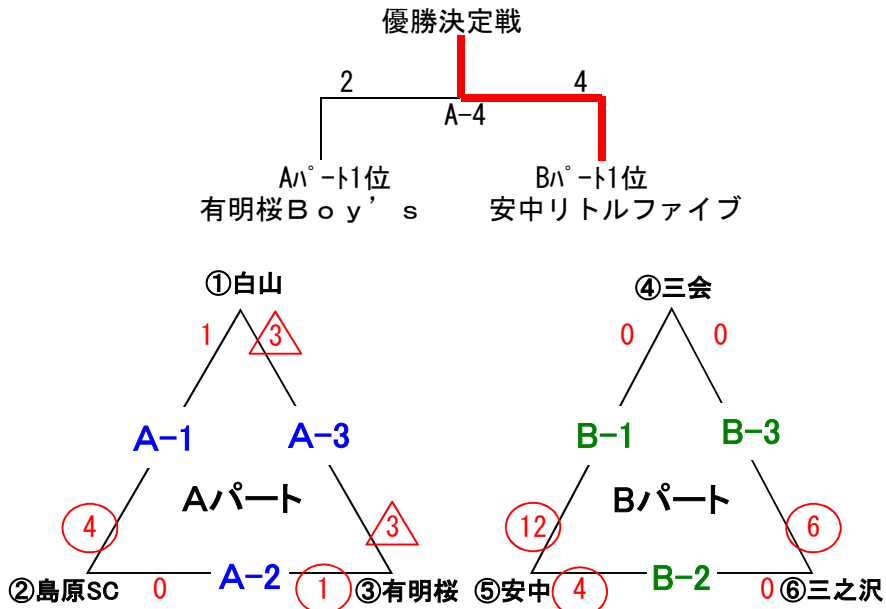 優勝決定戦
2 4
A-4
Aパート1位 Bパート1位
有明桜Boy’s 安中リトルファイブ
①白山 ④三会
1 3 0 0
A-1 A-3 B-1 B-3
Aパート Bパート
4 3 12 6
②島原SC 0 A-2 1 ③有明桜 ⑤安中 4 B-2 0 ⑥三之沢